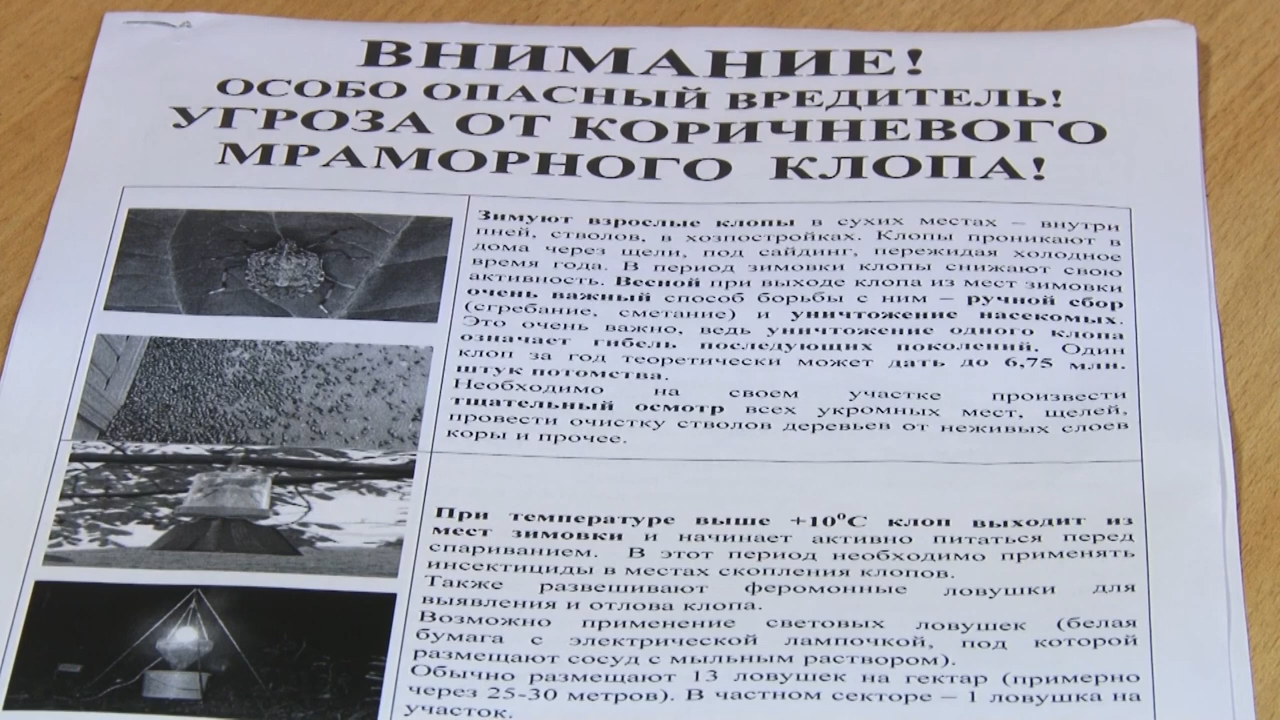 ВНИМАНИЕ!
ОСОБО ОПАСНЫЙ ВРЕДИТЕЛЬ!
УГРОЗА ОТ КОРИЧНЕВОГО
МРАМОРНОГО КЛОПА!
Зимуют взрослые клопы в сухих местах – внутри
пней, стволов, в хозпостройках. Клопы проникают в
дома через щели, под сайдинг, пережидая холодное
время года. В период зимовки клопы снижают свою
активность. Весной при выходе клопа из мест зимовки
очень важный способ борьбы с ним – ручной сбор
(сгребание, сметание) и уничтожение насекомых.
Это очень важно, ведь уничтожение одного клопа
означает гибель последующих поколений. Один
клоп за год теоретически может дать до 6,75 млн.
штук потомства.
Необходимо на своем участке произвести
тщательный осмотр всех укромных мест, щелей,
провести очистку стволов деревьев от неживых слоев
коры и прочее.
При температуре выше +10⁰С клоп выходит из
мест зимовки и начинает активно питаться перед
спариванием. В этот период необходимо применять
инсектициды в местах скопления клопов.
Также развешивают феромонные ловушки для
выявления и отлова клопа.
Возможно применение световых ловушек (белая
бумага с электрической лампочкой, под которой
размещают сосуд с мыльным раствором).
Обычно размещают 13 ловушек на гектар (примерно
через 25-30 метров). В частном секторе – 1 ловушка на
участок.